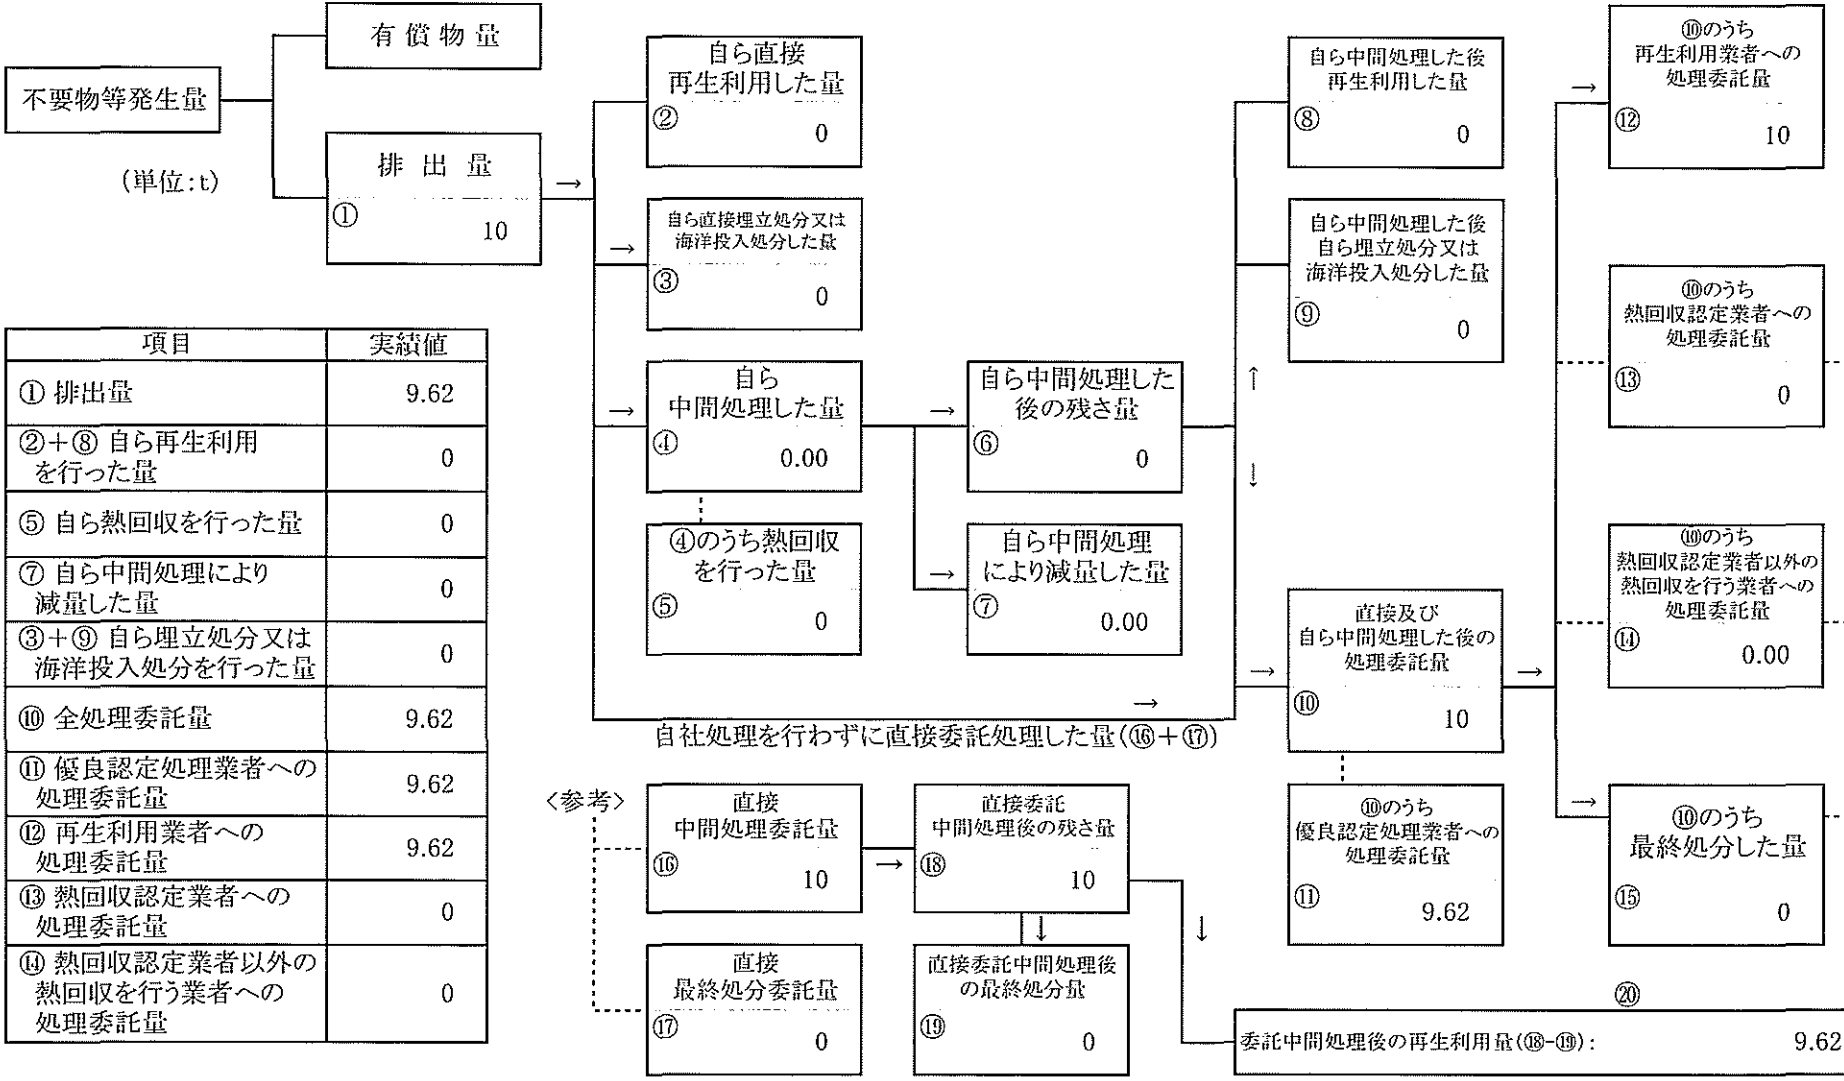 不要物等発生量
(単位:t)
有償物量
排出量
①
10
自ら直接
再生利用した量
②
0
自ら直接埋立処分又は
海洋投入処分した量
③
0
自ら
中間処理した量
④
0.00
④のうち熱回収
を行った量
⑤
0
自ら中間処理した
後の残さ量
⑥
0
自ら中間処理
により減量した量
⑦
0.00
自ら中間処理した後
再生利用した量
⑧
0
自ら中間処理した後
自ら埋立処分又は
海洋投入処分した量
⑨
0
直接及び
自ら中間処理した後の
処理委託量
⑩
10
⑩のうち
優良認定処理業者への
処理委託量
⑪
9.62
⑩のうち
再生利用業者への
処理委託量
⑫
10
⑩のうち
熱回収認定業者への
処理委託量
⑬
0
⑩のうち
熱回収認定業者以外の
熱回収を行う業者への
処理委託量
⑭
0.00
⑩のうち
最終処分した量
⑮
0
自社処理を行わずに直接委託処理した量(⑯+⑰)
<参考>
直接
中間処理委託量
⑯
10
直接
最終処分委託量
⑰
0
直接委託
中間処理後の残さ量
⑱
10
直接委託中間処理後
の最終処分量
⑲
0
⑳
委託中間処理後の再生利用量(⑱-⑲): 9.62
項目 実績値
① 排出量 9.62
②+⑧ 自ら再生利用
を行った量 0
⑤ 自ら熱回収を行った量 0
⑦ 自ら中間処理により
減量した量 0
③+⑨ 自ら埋立処分又は
海洋投入処分を行った量 0
⑩ 全処理委託量 9.62
⑪ 優良認定処理業者への
処理委託量 9.62
⑫ 再生利用業者への
処理委託量 9.62
⑬ 熱回収認定業者への
処理委託量 0
⑭ 熱回収認定業者以外の
熱回収を行う業者への
処理委託量 0